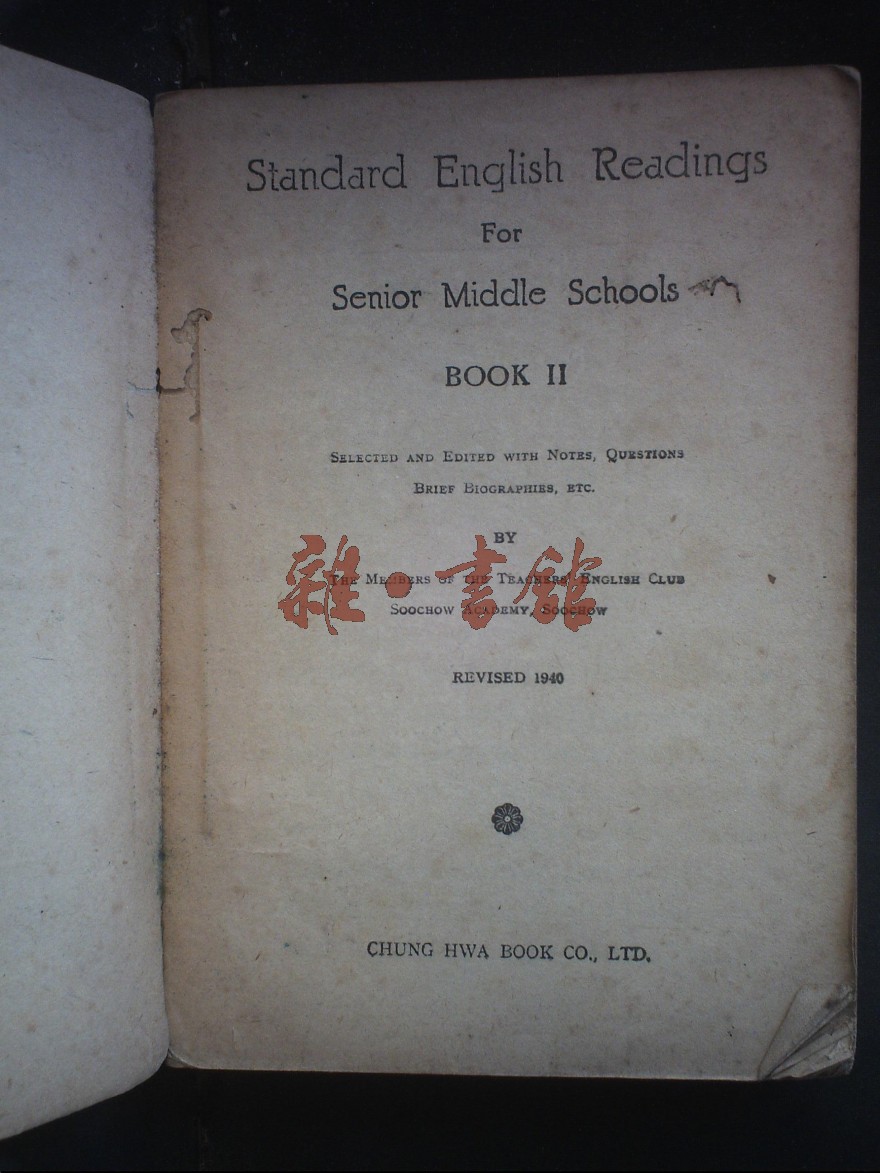 Standard English Readings
For
Senior Middle Schools
BOOK II
SELECTED AND EDITED WITH NOTES, QUESTIONS
BRIEF BIOGRAPHIES, ETC.
BY
THE MEMBERS OF THE TEACHERS' ENGLISH CLUB
SOOCHOW ACADEMY, SOOCHOW
雜·書館
REVISED 1940
CHUNG HWA BOOK CO., LTD.